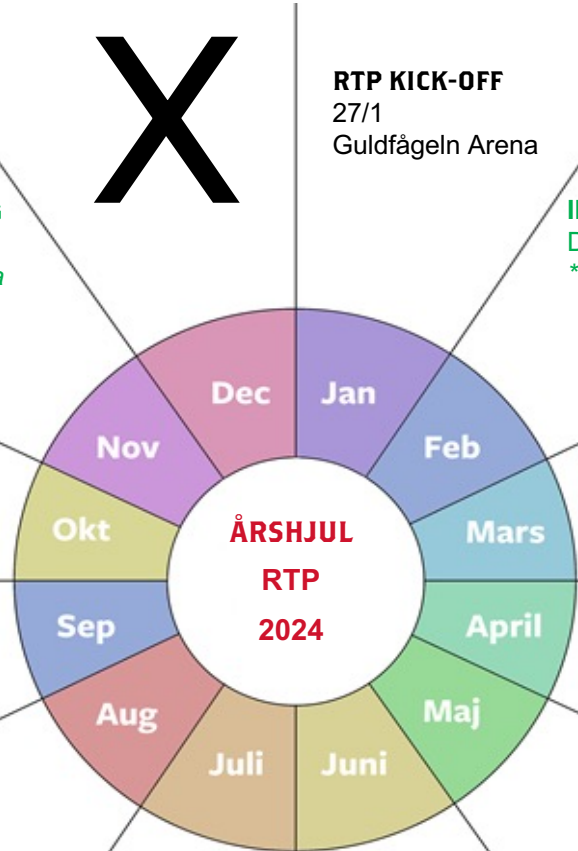 X
RTP KICK-OFF
27/1
Guldfågeln Arena
Dec
Jan
Nov
Feb
Okt
Mars
ÅRSHJUL
RTP
2024
Sep
April
Aug
Maj
Juli
Juni